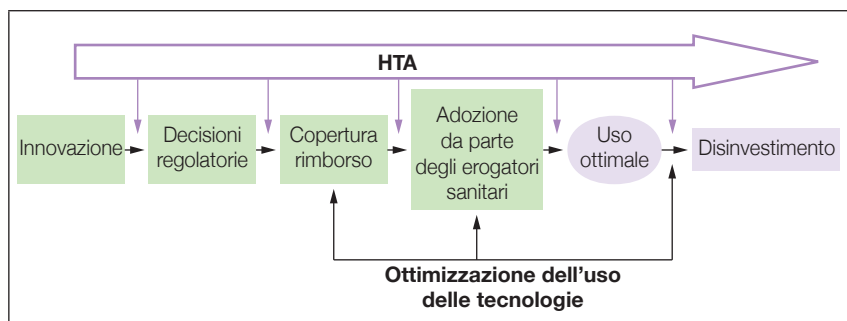 HTA
Innovazione
Decisioni
regolatorie
Copertura
rimborso
Adozione
da parte
degli erogatori
sanitari
Uso
ottimale
Disinvestimento
Ottimizzazione dell'uso
delle tecnologie